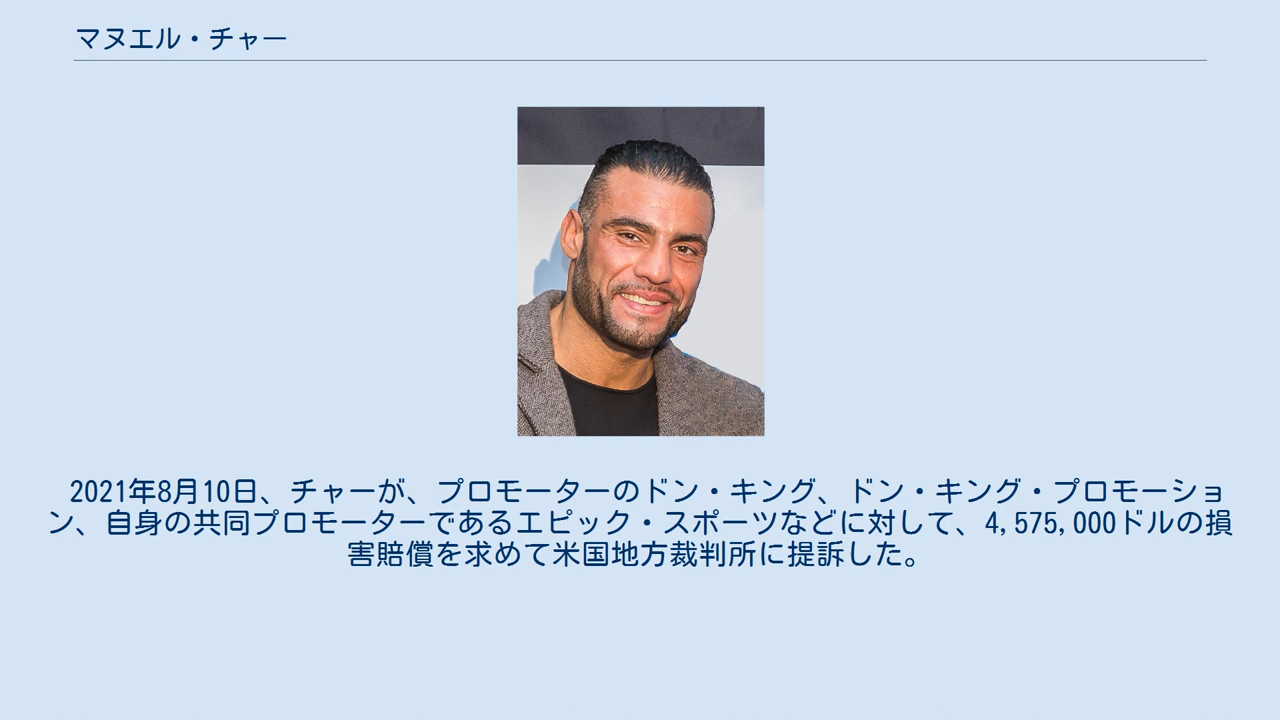 マヌエル・チャー
2021年8月10日、チャーが、プロモーターのドン・キング、ドン・キング・プロモーショ
ン、自身の共同プロモーターであるエピック・スポーツなどに対して、4,575,000ドルの損
害賠償を求めて米国地方裁判所に提訴した。